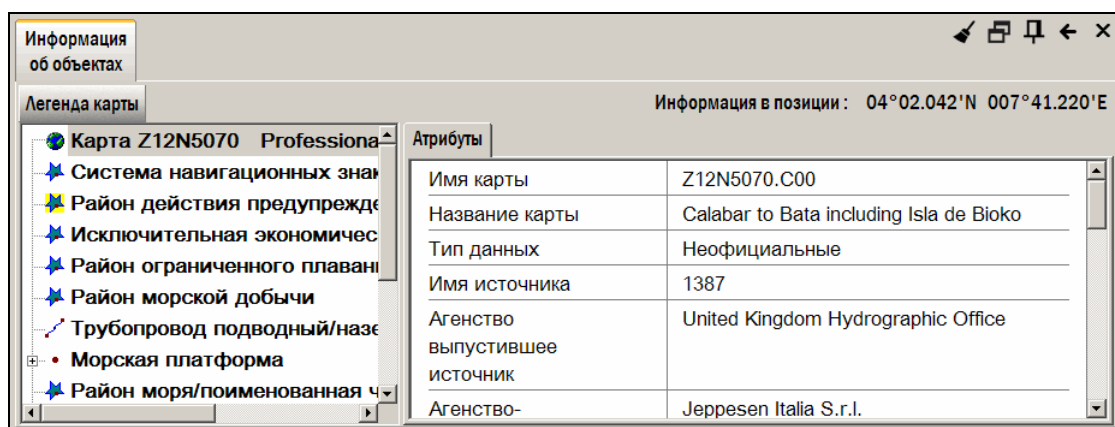 Информация
об объектах
Легенда карты
Информация в позиции : 04°02.042'N 007°41.220'E
Карта Z12N5070 Professiona
Система навигационных знак
Район действия предупрежде
Исключительная экономичес
Район ограниченного плавани
Район морской добычи
Трубопровод подводный/назе
Морская платформа
Район моря/поименованная ч
Атрибуты
Имя карты Z12N5070.C00
Название карты Calabar to Bata including Isla de Bioko
Тип данных Неофициальные
Имя источника 1387
Агенство United Kingdom Hydrographic Office
выпустившее
источник
Агенство- Jeppesen Italia S.r.l.